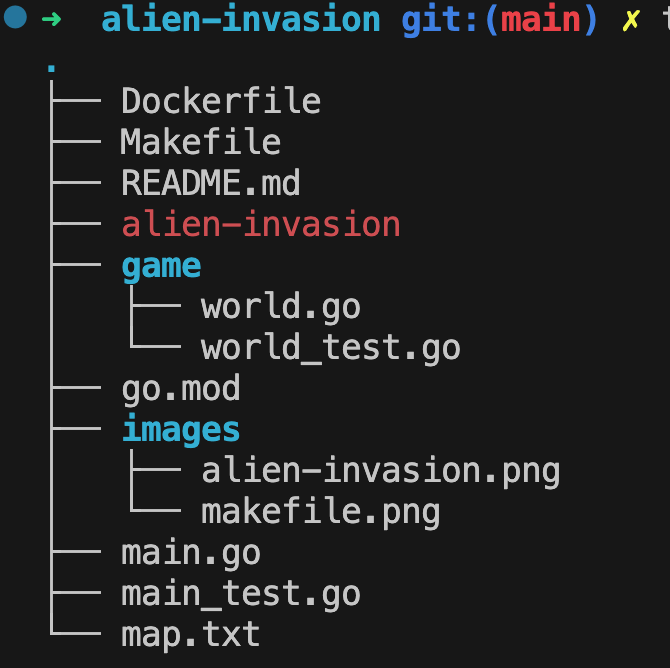 ➜ alien-invasion git:(main) ✗ t
.
├── Dockerfile
├── Makefile
├── README.md
├── alien-invasion
├── game
│   ├── world.go
│   └── world_test.go
├── go.mod
├── images
│   ├── alien-invasion.png
│   └── makefile.png
├── main.go
├── main_test.go
└── map.txt